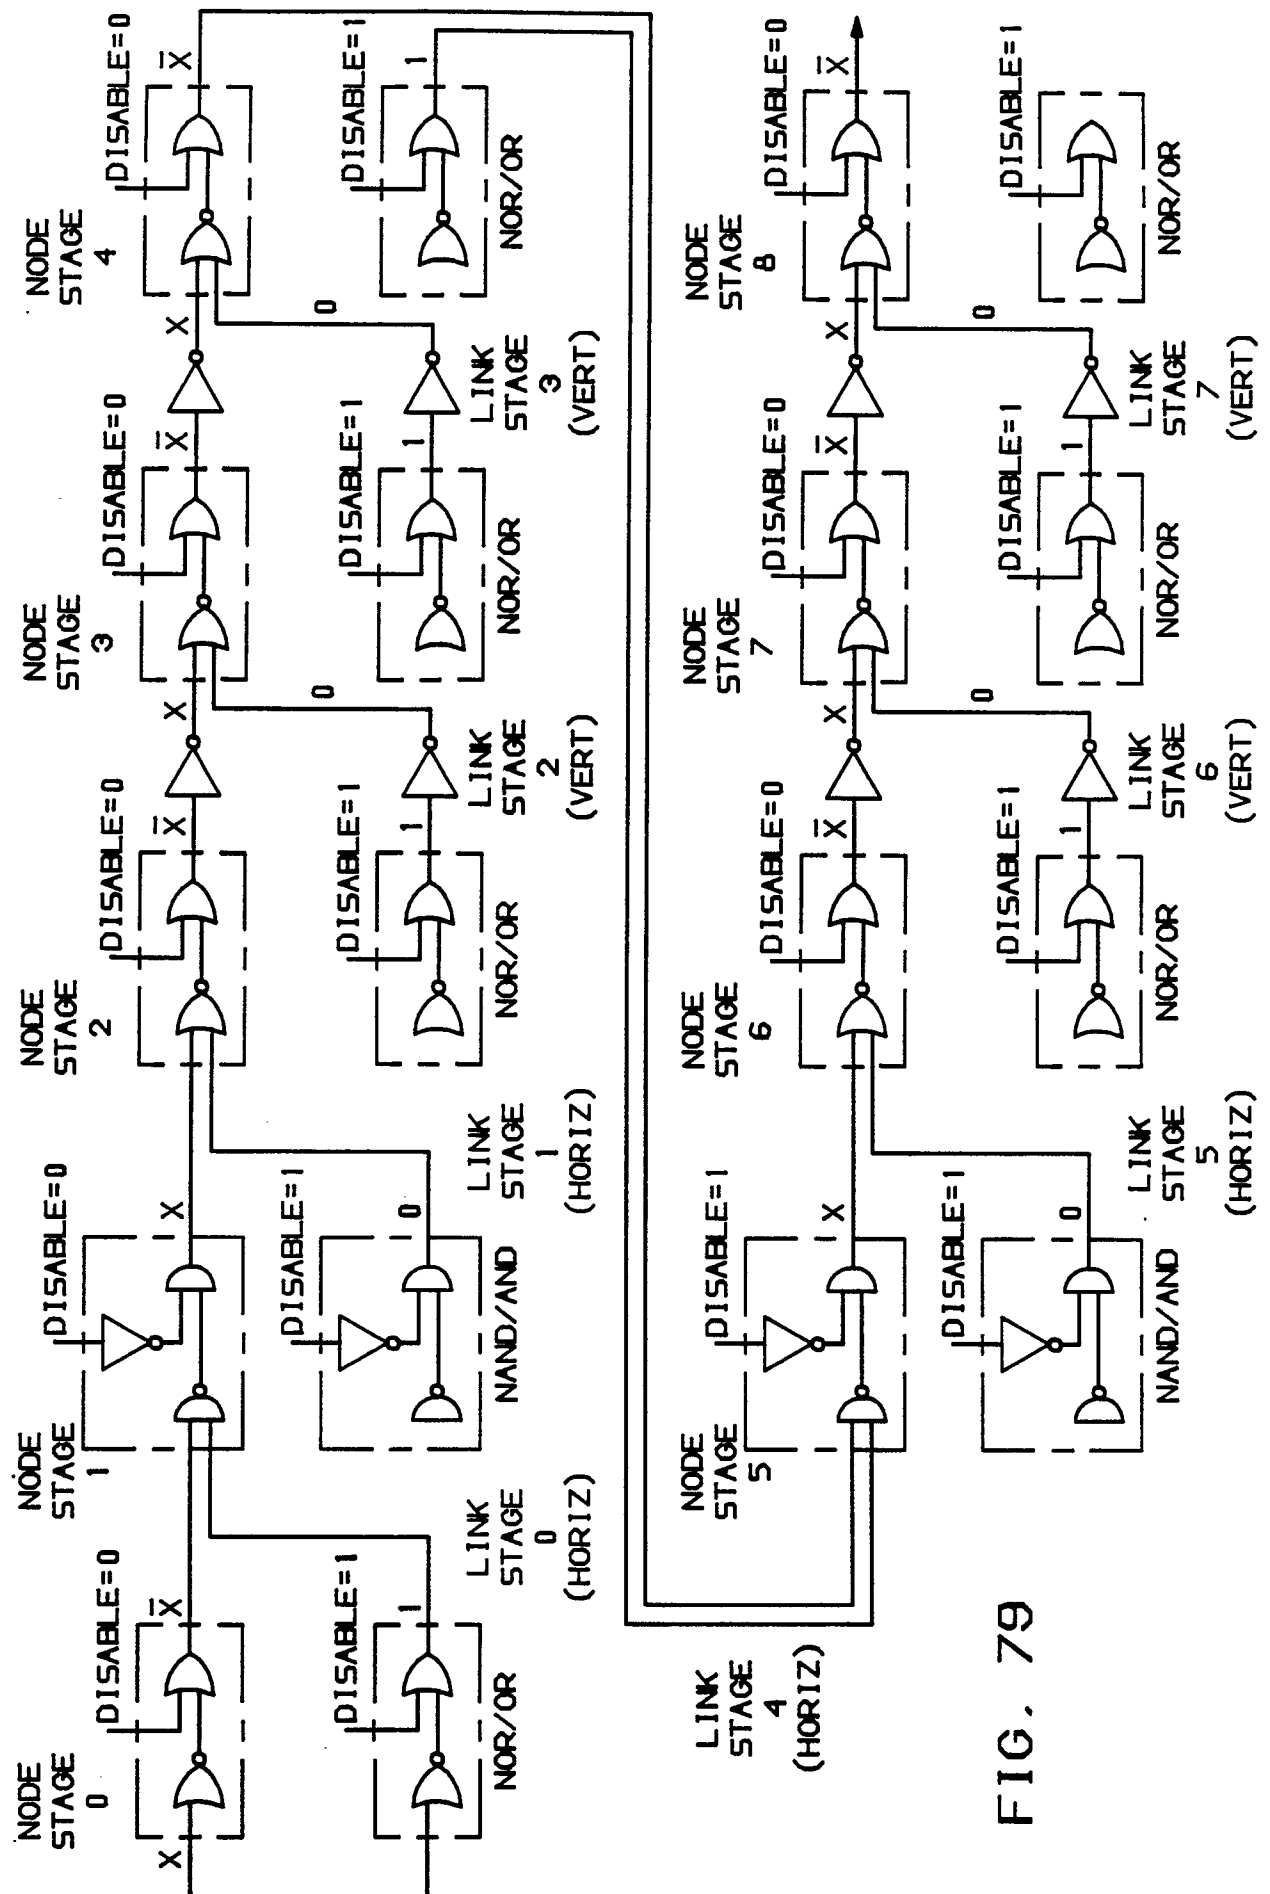 NODE
STAGE
0
X
DISABLE=0
X̅
DISABLE=1
1
NOR/OR
LINK
STAGE
0
(HORIZ)
NODE
STAGE
1
DISABLE=0
X
DISABLE=1
0
NAND/AND
LINK
STAGE
1
(HORIZ)
NODE
STAGE
2
DISABLE=0
X̅
DISABLE=1
1
NOR/OR
LINK
STAGE
2
(VERT)
X
0
NODE
STAGE
3
DISABLE=0
X̅
DISABLE=1
1
NOR/OR
LINK
STAGE
3
(VERT)
X
0
NODE
STAGE
4
DISABLE=0
X̅
DISABLE=1
1
NOR/OR
LINK
STAGE
4
(HORIZ)
NODE
STAGE
5
DISABLE=1
X
DISABLE=1
0
NAND/AND
LINK
STAGE
5
(HORIZ)
NODE
STAGE
6
DISABLE=0
X̅
DISABLE=1
1
NOR/OR
LINK
STAGE
6
(VERT)
X
0
NODE
STAGE
7
DISABLE=0
X̅
DISABLE=1
1
NOR/OR
LINK
STAGE
7
(VERT)
X
0
NODE
STAGE
8
DISABLE=0
X̅
DISABLE=1
NOR/OR
FIG. 79